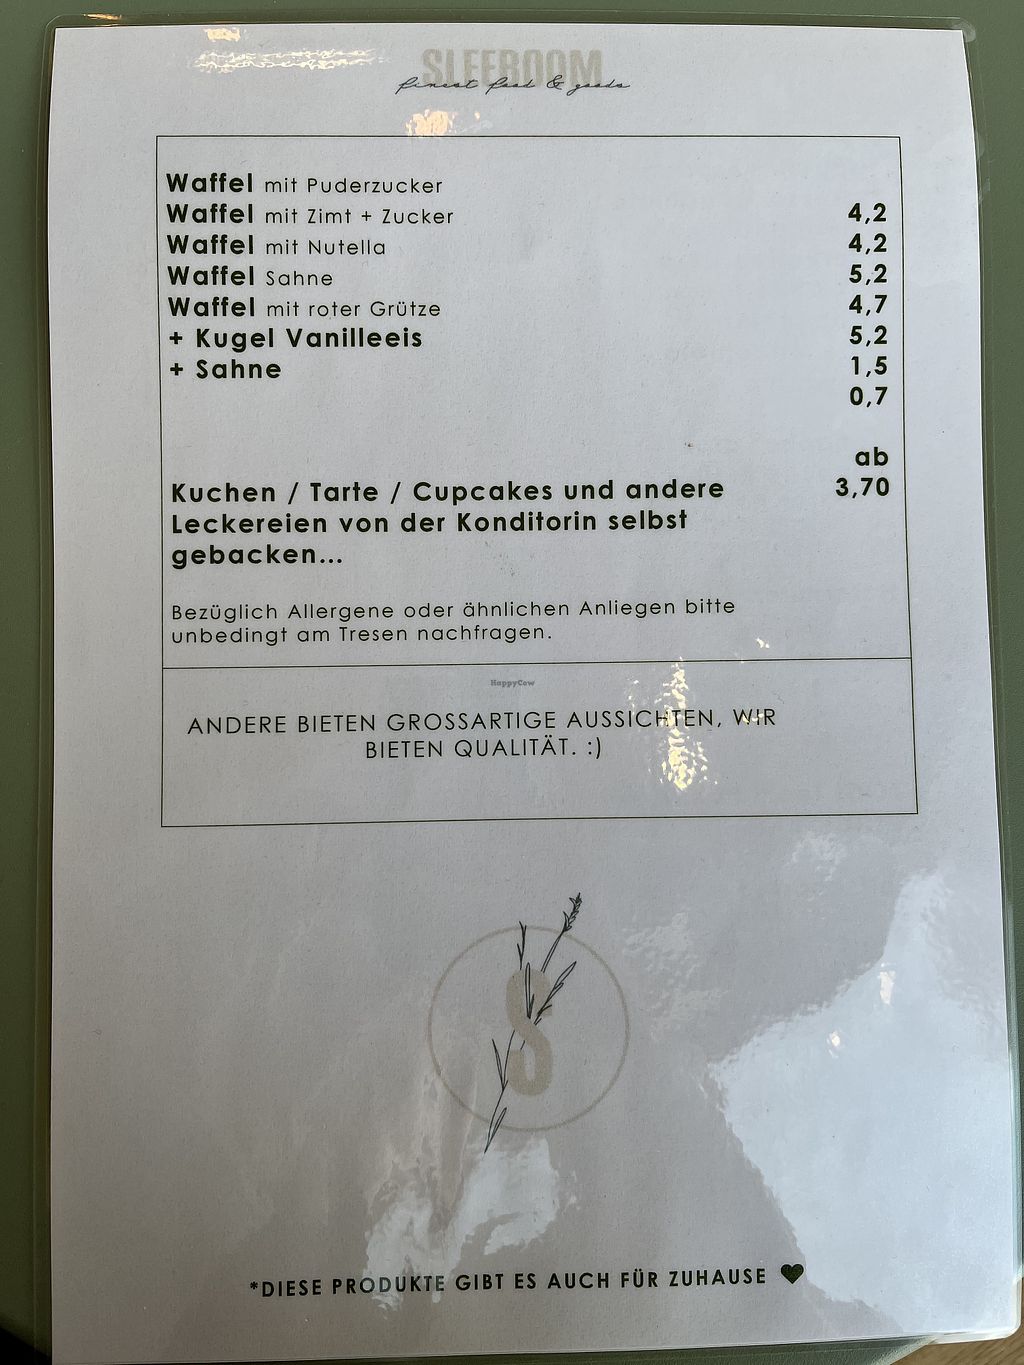 SLEEBOOM
finest food & goods
Waffel mit Puderzucker
Waffel mit Zimt + Zucker 4,2
Waffel mit Nutella 4,2
Waffel Sahne 5,2
Waffel mit roter Grütze 4,7
+ Kugel Vanilleeis 5,2
+ Sahne 1,5
0,7
ab
Kuchen / Tarte / Cupcakes und andere 3,70
Leckereien von der Konditorin selbst
gebacken...
Bezüglich Allergene oder ähnlichen Anliegen bitte
unbedingt am Tresen nachfragen.
HappyCow
ANDERE BIETEN GROSSARTIGE AUSSICHTEN, WIR
BIETEN QUALITÄT. :)
S
*DIESE PRODUKTE GIBT ES AUCH FÜR ZUHAUSE ♥